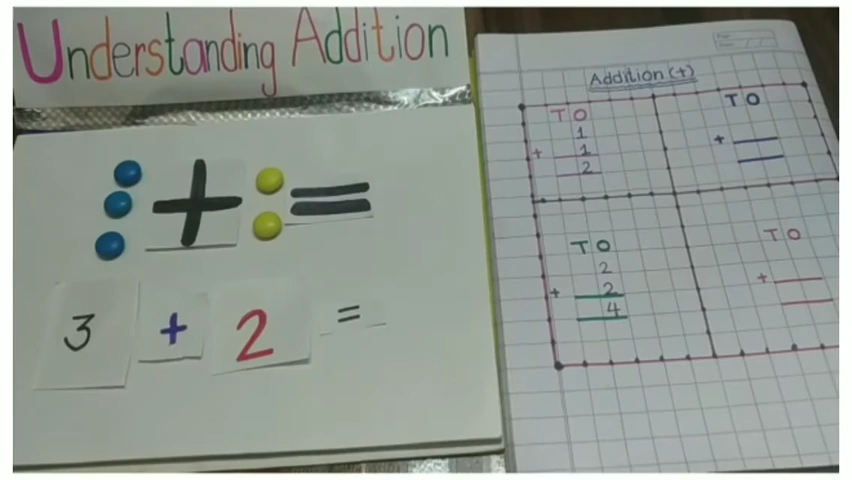 Understanding Addition
+ =
3 + 2 =
Addition (+)
T O
1
+ 1
2
T O
+
T O
2
+ 2
4
T O
+